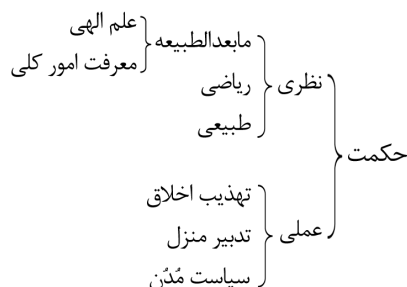 علم الهی
مابعدالطبیعه
معرفت امور کلی
نظری
ریاضی
طبیعی
حکمت
تهذیب اخلاق
عملی
تدبیر منزل
سیاست مُدُن